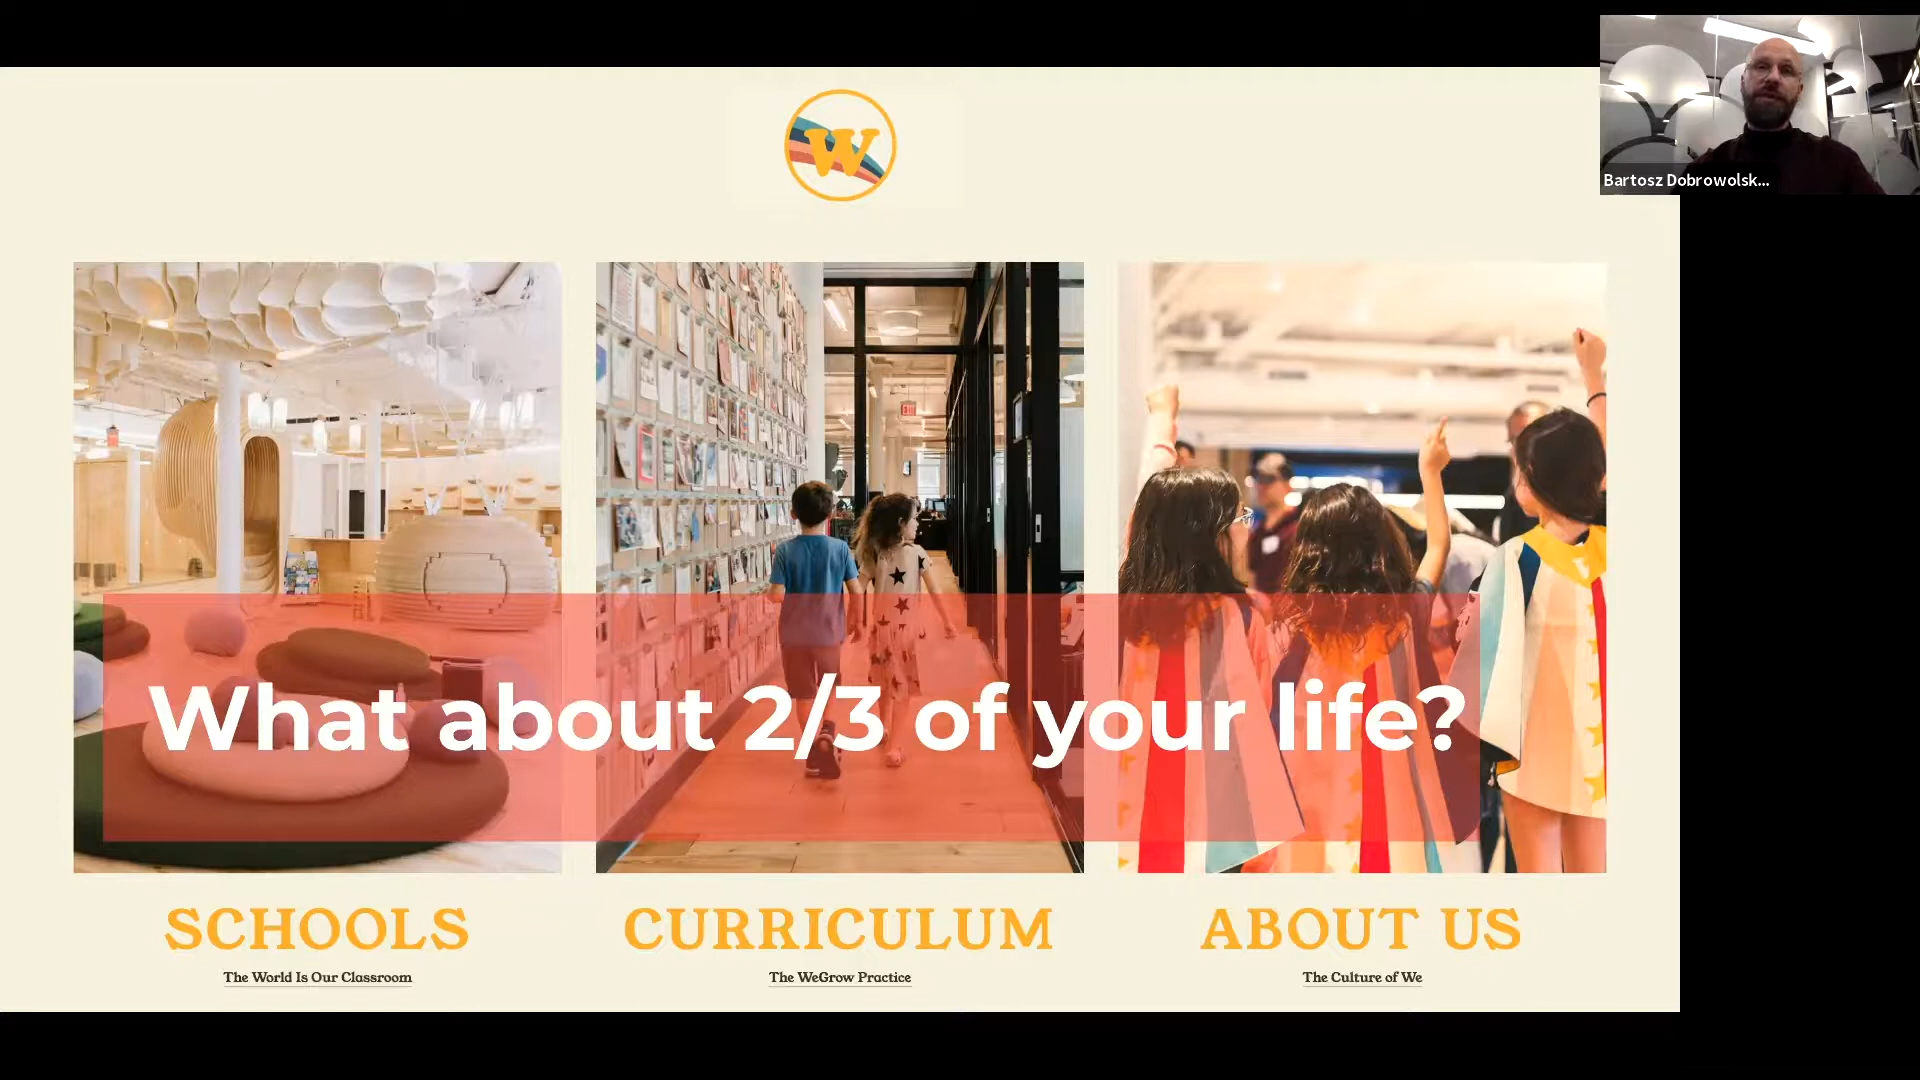 Bartosz Dobrowolsk...
W
What about 2/3 of your life?
SCHOOLS
The World Is Our Classroom
CURRICULUM
The WeGrow Practice
ABOUT US
The Culture of We